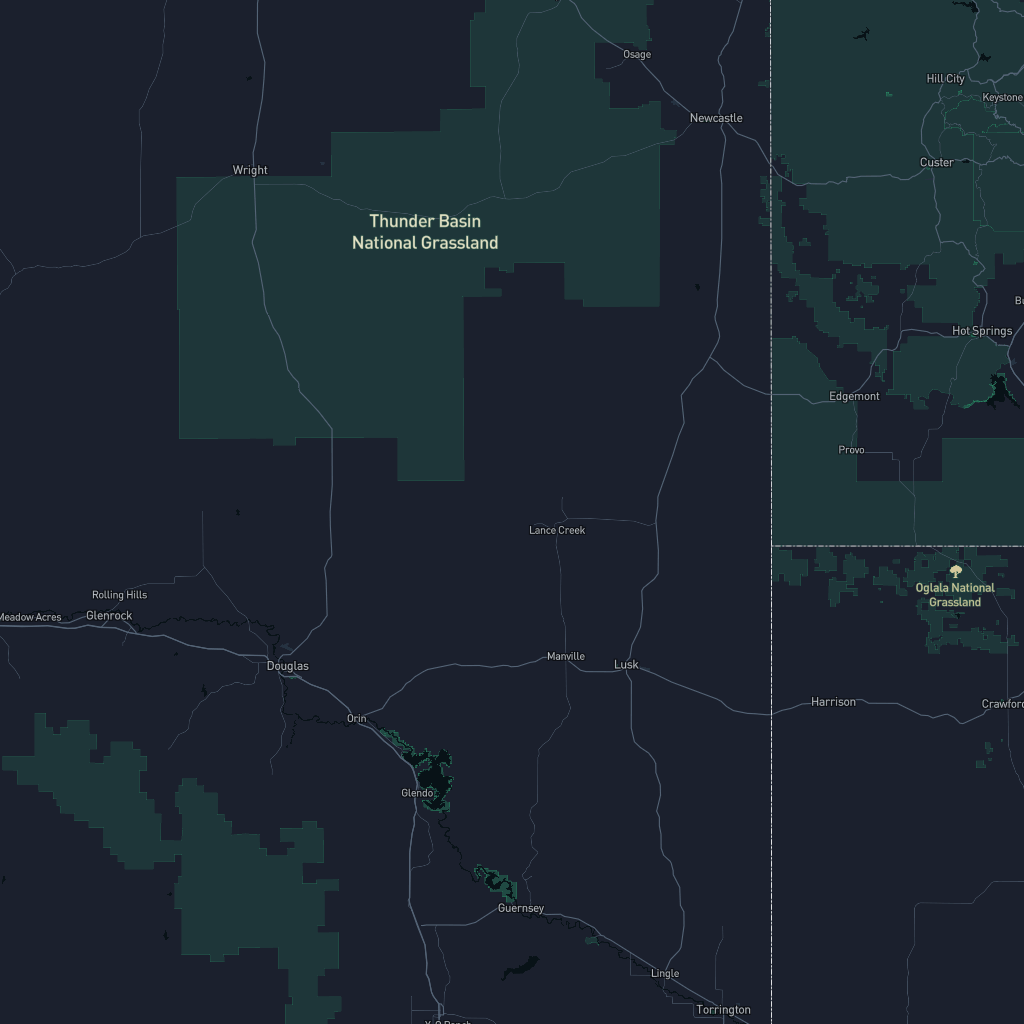 Osage
Hill City
Keystone
Newcastle
Custer
Wright
Thunder Basin
National Grassland
Hot Springs
Edgemont
Provo
Lance Creek
Oglala National
Grassland
Rolling Hills
Meadow Acres
Glenrock
Manville
Lusk
Douglas
Harrison
Crawford
Orin
Glendo
Guernsey
Lingle
Torrington